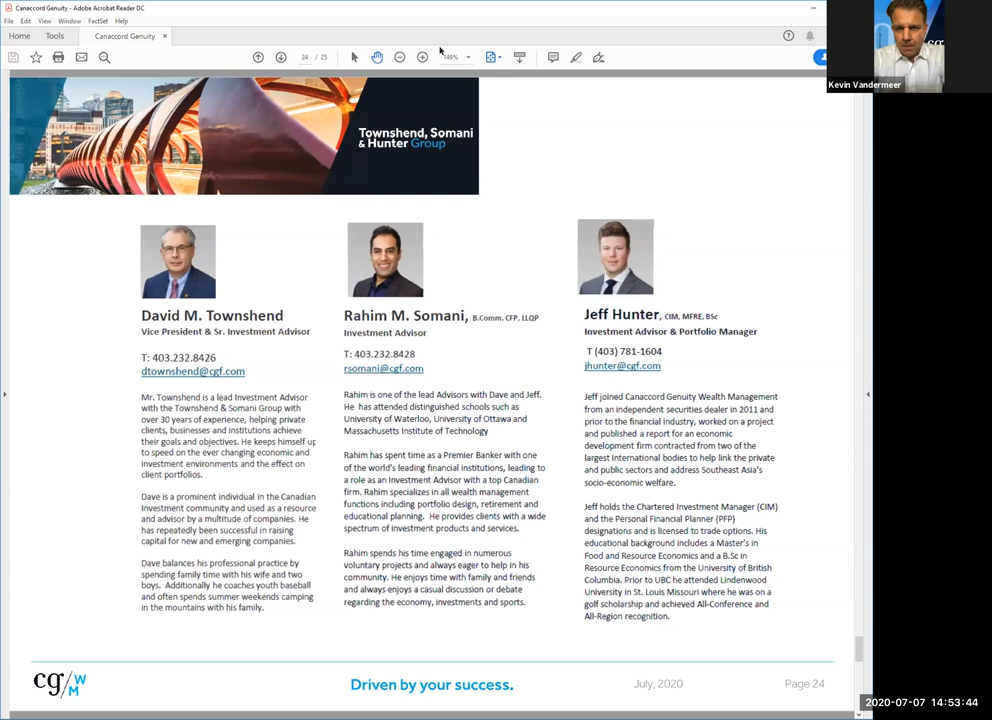 Canaccord Genuity - Adobe Acrobat Reader DC
File Edit View Window FactSet Help
Home Tools Canaccord Genuity ×
24 / 25
149%
Kevin Vandermeer
Townshend, Somani
& Hunter Group
David M. Townshend
Vice President & Sr. Investment Advisor
T: 403.232.8426
dtownshend@cgf.com
Mr. Townshend is a lead Investment Advisor
with the Townshend & Somani Group with
over 30 years of experience, helping private
clients, businesses and institutions achieve
their goals and objectives. He keeps himself up
to speed on the ever changing economic and
investment environments and the effect on
client portfolios.
Dave is a prominent individual in the Canadian
Investment community and used as a resource
and advisor by a multitude of companies. He
has repeatedly been successful in raising
capital for new and emerging companies.
Dave balances his professional practice by
spending family time with his wife and two
boys. Additionally he coaches youth baseball
and often spends summer weekends camping
in the mountains with his family.
Rahim M. Somani, B.Comm, CFP, LLQP
Investment Advisor
T: 403.232.8428
rsomani@cgf.com
Rahim is one of the lead Advisors with Dave and Jeff.
He has attended distinguished schools such as
University of Waterloo, University of Ottawa and
Massachusetts Institute of Technology
Rahim has spent time as a Premier Banker with one
of the world's leading financial institutions, leading to
a role as an Investment Advisor with a top Canadian
firm. Rahim specializes in all wealth management
functions including portfolio design, retirement and
educational planning. He provides clients with a wide
spectrum of investment products and services.
Rahim spends his time engaged in numerous
voluntary projects and always eager to help in his
community. He enjoys time with family and friends
and always enjoys a casual discussion or debate
regarding the economy, investments and sports.
Jeff Hunter, CIM, MFRE, BSc
Investment Advisor & Portfolio Manager
T (403) 781-1604
jhunter@cgf.com
Jeff joined Canaccord Genuity Wealth Management
from an independent securities dealer in 2011 and
prior to the financial industry, worked on a project
and published a report for an economic
development firm contracted from two of the
largest international bodies to help link the private
and public sectors and address Southeast Asia's
socio-economic welfare.
Jeff holds the Chartered Investment Manager (CIM)
and the Personal Financial Planner (PFP)
designations and is licensed to trade options. His
educational background includes a Master's in
Food and Resource Economics and a B.Sc in
Resource Economics from the University of British
Columbia. Prior to UBC he attended Lindenwood
University in St. Louis Missouri where he was on a
golf scholarship and achieved All-Conference and
All-Region recognition.
cg/WM
Driven by your success.
July, 2020
Page 24
2020-07-07 14:53:44